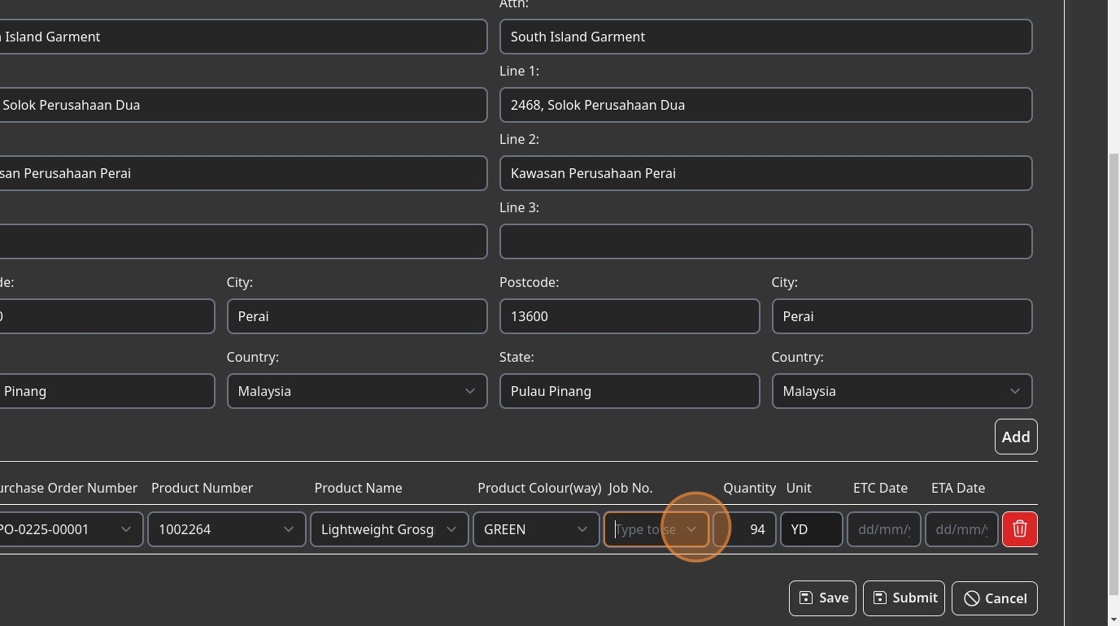 Attn:
Island Garment
South Island Garment
Line 1:
Solok Perusahaan Dua
2468, Solok Perusahaan Dua
Line 2:
san Perusahaan Perai
Kawasan Perusahaan Perai
Line 3:
de: City: Postcode: City:
0 Perai 13600 Perai
Country: State: Country:
Pinang Malaysia Pulau Pinang Malaysia
Add
urchase Order Number Product Number Product Name Product Colour(way) Job No. Quantity Unit ETC Date ETA Date
PO-0225-00001 1002264 Lightweight Grosg GREEN Type to se 94 YD dd/mm/y dd/mm/y
Save Submit Cancel